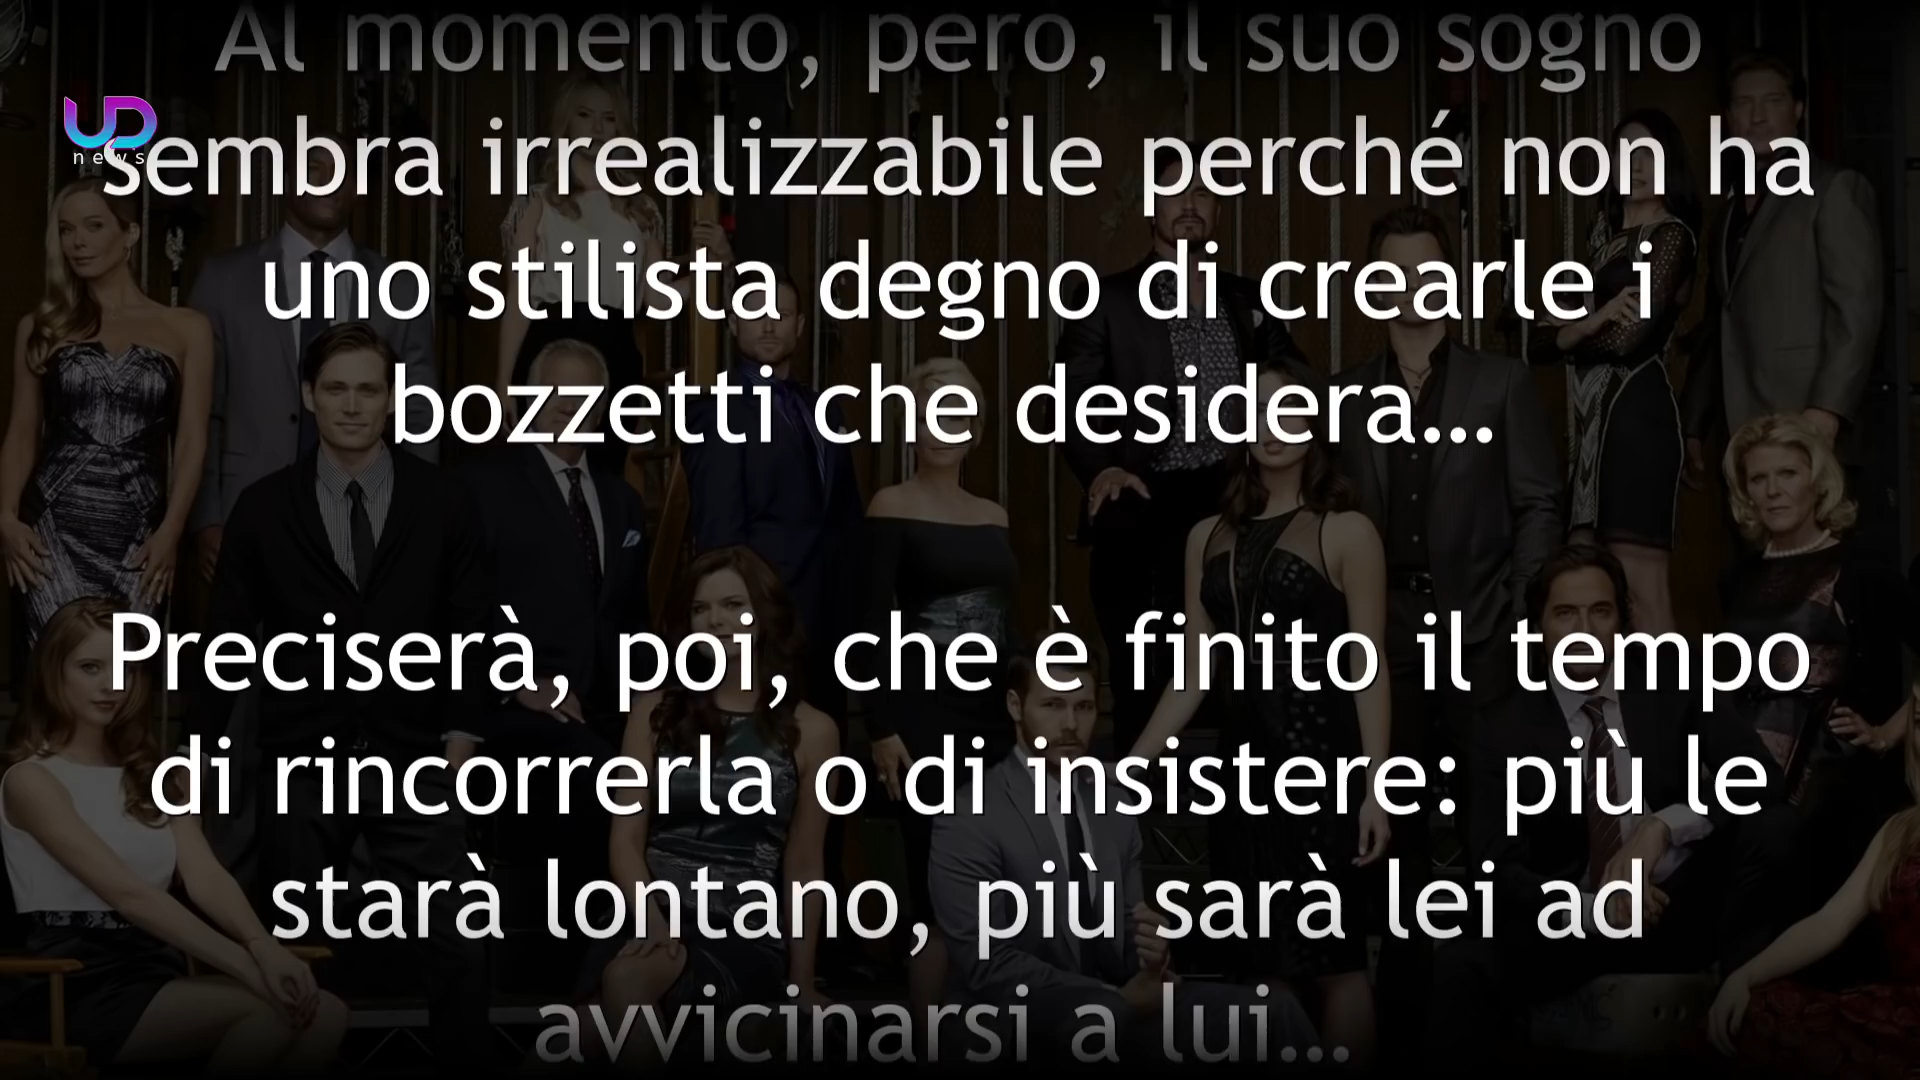 Al momento, però, il suo sogno
UD
news
sembra irrealizzabile perché non ha
uno stilista degno di crearle i
bozzetti che desidera...
Preciserà, poi, che è finito il tempo
di rincorrerla o di insistere: più le
starà lontano, più sarà lei ad
avvicinarsi a lui...